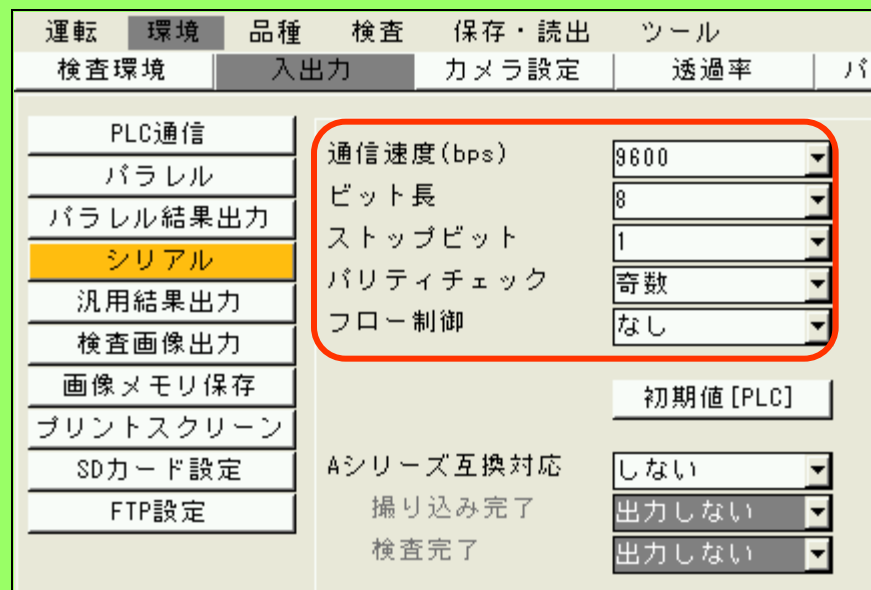 運転 環境 品種 検査 保存・読出 ツール
検査環境 入出力 カメラ設定 透過率 パ
PLC通信
パラレル
パラレル結果出力
シリアル
汎用結果出力
検査画像出力
画像メモリ保存
プリントスクリーン
SDカード設定
FTP設定
通信速度(bps) 9600
ビット長 8
ストップビット 1
パリティチェック 奇数
フロー制御 なし
初期値[PLC]
Aシリーズ互換対応 しない
撮り込み完了 出力しない
検査完了 出力しない